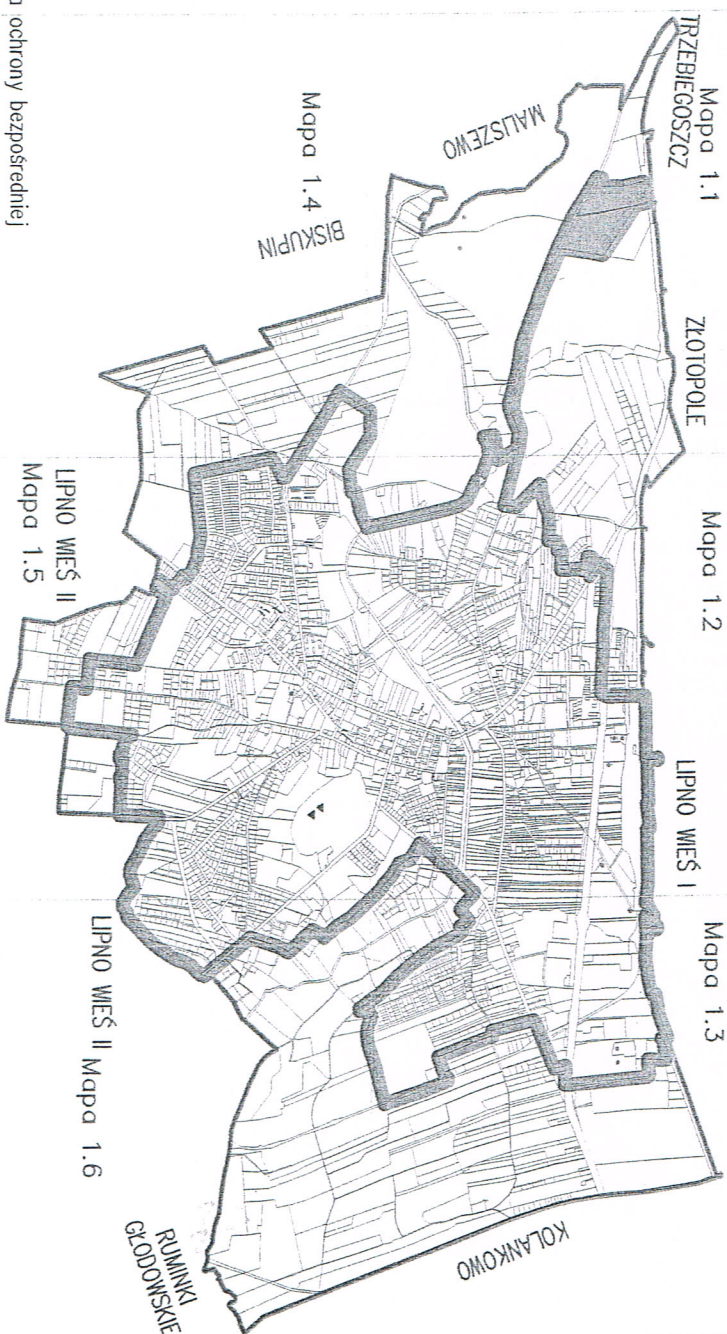 Mapa 1.1
TRZEBIEGOSZCZ
ZŁOTOPOLE
Mapa 1.2
LIPNO WIEŚ I
Mapa 1.3
MALISZEWO
Mapa 1.4
BISKUPIN
LIPNO WIEŚ II
Mapa 1.5
LIPNO WIEŚ II Mapa 1.6
KOLANKOWO
RUMINKI
GŁODOWSKIE
ochrony bezpośredniej